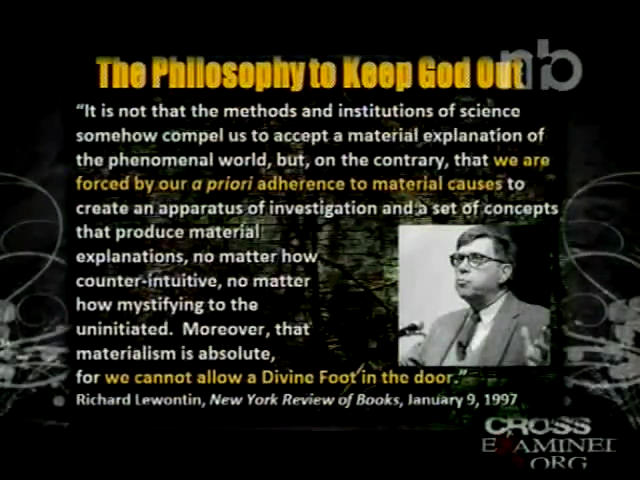 The Philosophy to Keep God Out
nrb
“It is not that the methods and institutions of science
somehow compel us to accept a material explanation of
the phenomenal world, but, on the contrary, that we are
forced by our a priori adherence to material causes to
create an apparatus of investigation and a set of concepts
that produce material
explanations, no matter how
counter-intuitive, no matter
how mystifying to the
uninitiated. Moreover, that
materialism is absolute,
for we cannot allow a Divine Foot in the door.”
Richard Lewontin, New York Review of Books, January 9, 1997
CROSS
EXAMINED
.ORG